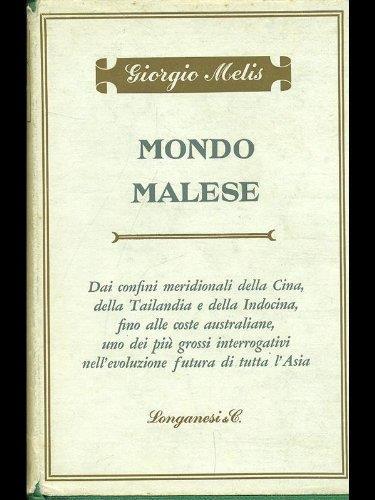 Giorgio Melis
MONDO
MALESE
Dai confini meridionali della Cina,
della Tailandia e della Indocina,
fino alle coste australiane,
uno dei più grossi interrogativi
nell'evoluzione futura di tutta l'Asia
Longanesi & C.